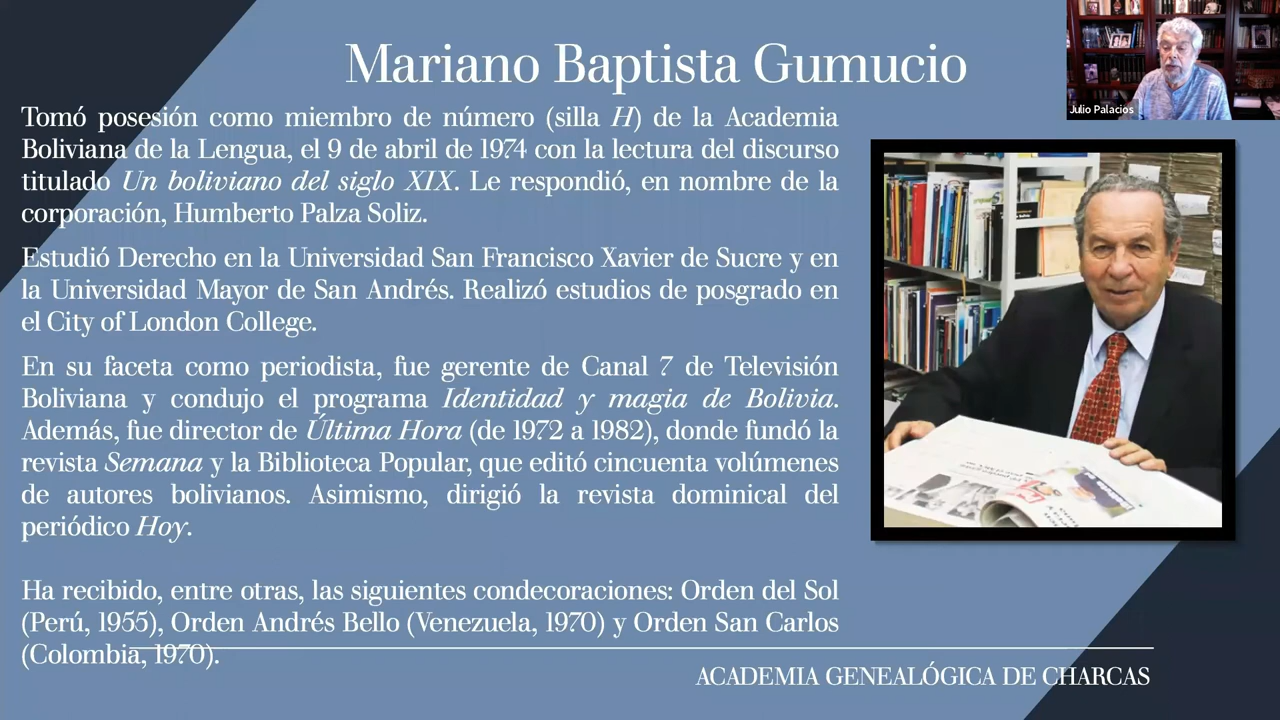 Mariano Baptista Gumucio
Julio Palacios
Tomó posesión como miembro de número (silla H) de la Academia
Boliviana de la Lengua, el 9 de abril de 1974 con la lectura del discurso
titulado Un boliviano del siglo XIX. Le respondió, en nombre de la
corporación, Humberto Palza Soliz.
Estudió Derecho en la Universidad San Francisco Xavier de Sucre y en
la Universidad Mayor de San Andrés. Realizó estudios de posgrado en
el City of London College.
En su faceta como periodista, fue gerente de Canal 7 de Televisión
Boliviana y condujo el programa Identidad y magia de Bolivia.
Además, fue director de Última Hora (de 1972 a 1982), donde fundó la
revista Semana y la Biblioteca Popular, que editó cincuenta volúmenes
de autores bolivianos. Asimismo, dirigió la revista dominical del
periódico Hoy.
Ha recibido, entre otras, las siguientes condecoraciones: Orden del Sol
(Perú, 1955), Orden Andrés Bello (Venezuela, 1970) y Orden San Carlos
(Colombia, 1970).
ACADEMIA GENEALÓGICA DE CHARCAS